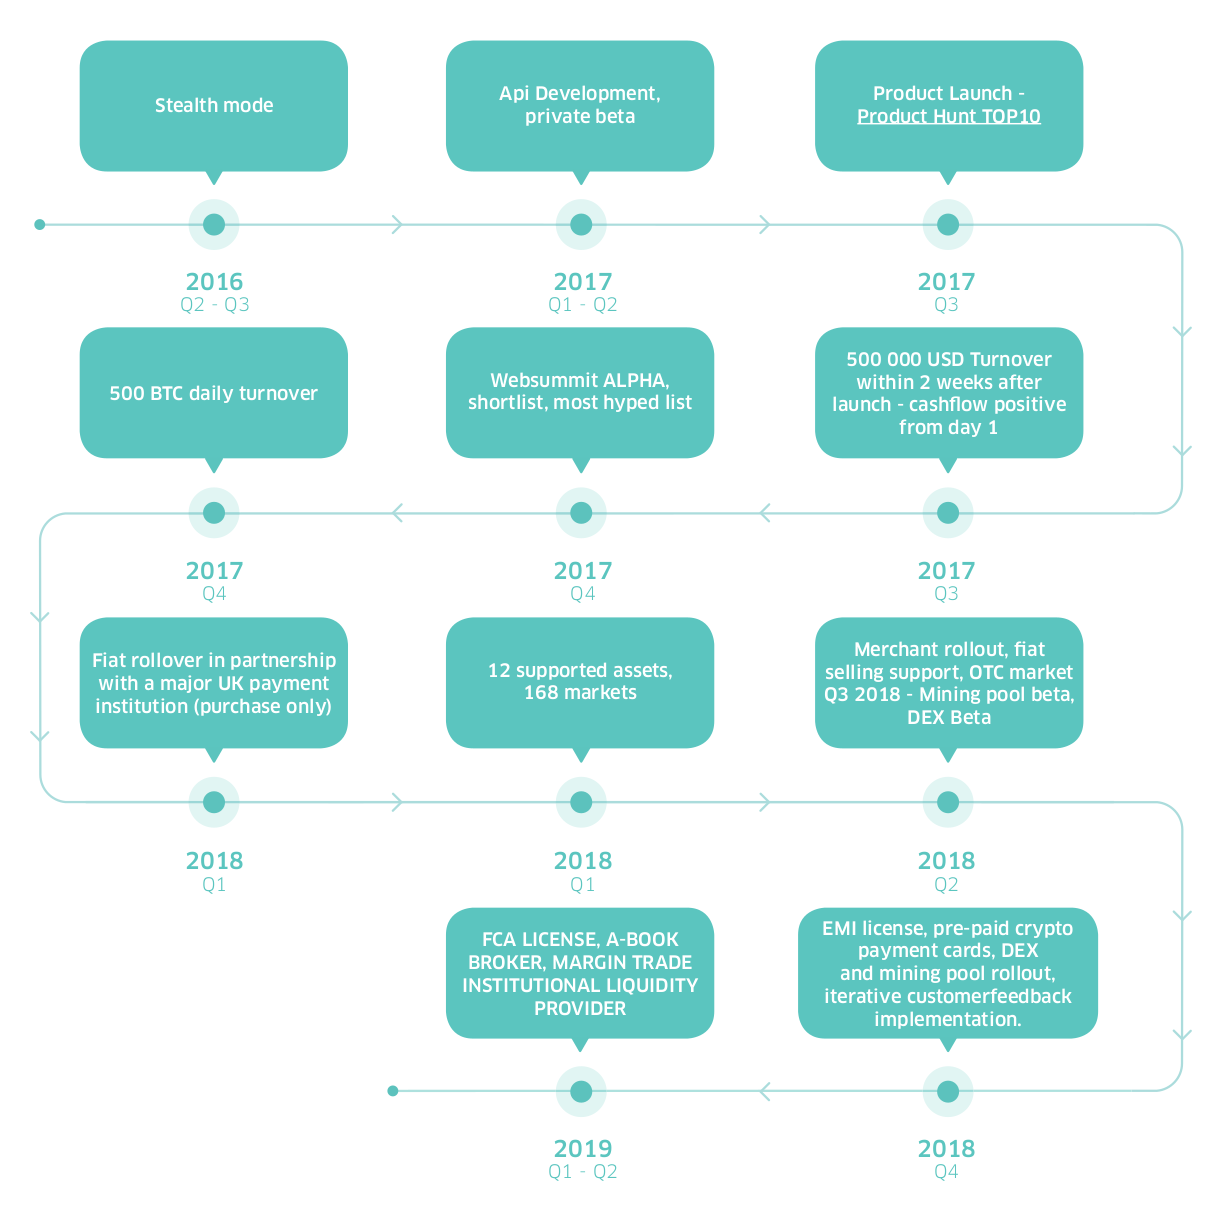 Stealth mode
2016
Q2 - Q3
Api Development,
private beta
2017
Q1 - Q2
Product Launch -
Product Hunt TOP10
2017
Q3
500 000 USD Turnover
within 2 weeks after
launch - cashflow positive
from day 1
2017
Q3
Websummit ALPHA,
shortlist, most hyped list
2017
Q4
500 BTC daily turnover
2017
Q4
Fiat rollover in partnership
with a major UK payment
institution (purchase only)
2018
Q1
12 supported assets,
168 markets
2018
Q1
Merchant rollout, fiat
selling support, OTC market
Q3 2018 - Mining pool beta,
DEX Beta
2018
Q2
EMI license, pre-paid crypto
payment cards, DEX
and mining pool rollout,
iterative customerfeedback
implementation.
2018
Q4
FCA LICENSE, A-BOOK
BROKER, MARGIN TRADE
INSTITUTIONAL LIQUIDITY
PROVIDER
2019
Q1 - Q2